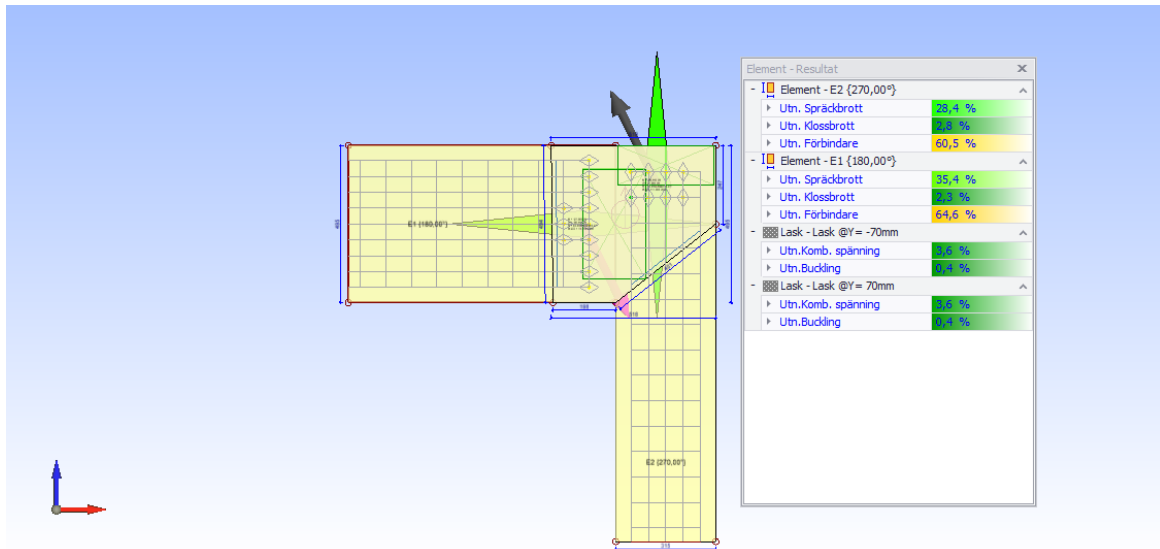 Element - Resultat
Element - E2 {270,00°}
Utn. Spräckbrott 28,4 %
Utn. Klossbrott 2,8 %
Utn. Förbindare 60,5 %
Element - E1 {180,00°}
Utn. Spräckbrott 35,4 %
Utn. Klossbrott 2,3 %
Utn. Förbindare 64,6 %
Lask - Lask @Y= -70mm
Utn.Komb. spänning 3,6 %
Utn.Buckling 0,4 %
Lask - Lask @Y= 70mm
Utn.Komb. spänning 3,6 %
Utn.Buckling 0,4 %
E1 {180,00°}
E2 {270,00°}